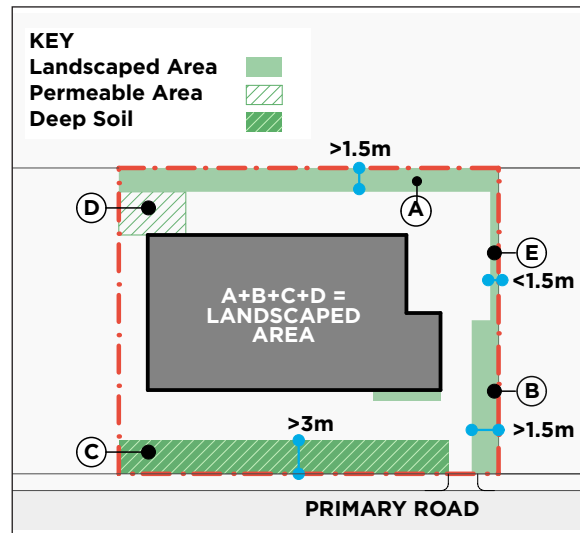 KEY
Landscaped Area
Permeable Area
Deep Soil
>1.5m
D
A
E
<1.5m
A+B+C+D =
LANDSCAPED
AREA
B
>3m
>1.5m
C
PRIMARY ROAD